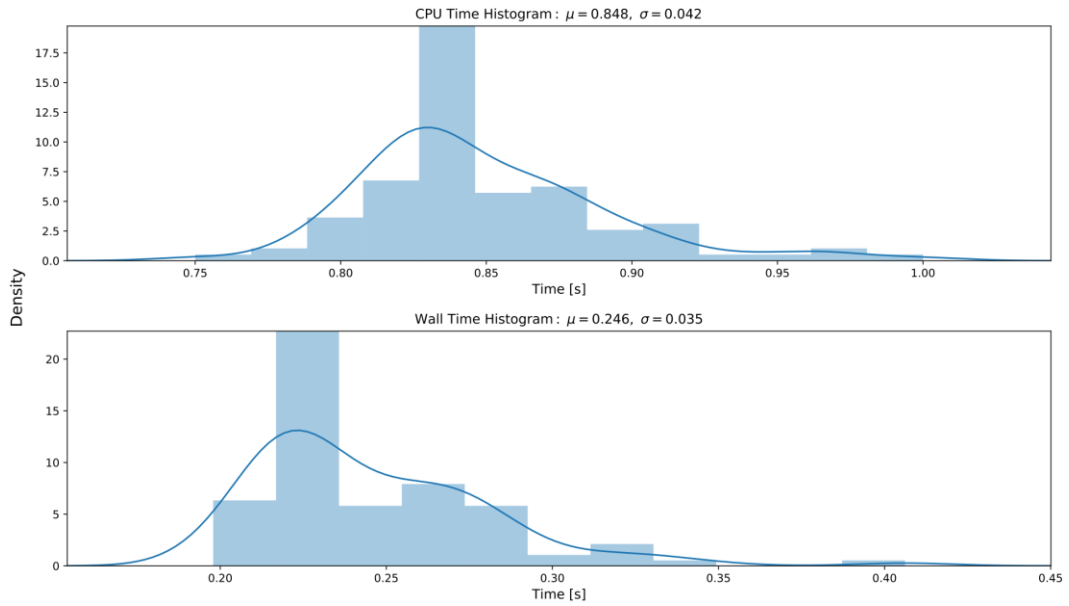 CPU Time Histogram : μ = 0.848, σ = 0.042
17.5
15.0
12.5
10.0
7.5
5.0
2.5
0.0
0.75 0.80 0.85 0.90 0.95 1.00
Time [s]
Density
Wall Time Histogram : μ = 0.246, σ = 0.035
20
15
10
5
0
0.20 0.25 0.30 0.35 0.40 0.45
Time [s]